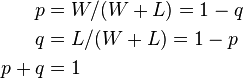 p = W/(W + L) = 1 − q
q = L/(W + L) = 1 − p
p + q = 1